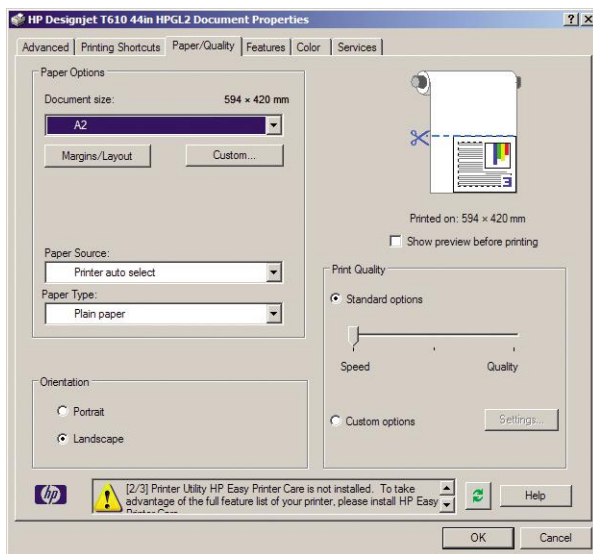 HP Designjet T610 44in HPGL2 Document Properties
Advanced Printing Shortcuts Paper/Quality Features Color Services
Paper Options
Document size: 594 × 420 mm
A2
Margins/Layout Custom...
Printed on: 594 × 420 mm
Show preview before printing
Paper Source:
Printer auto select
Paper Type:
Plain paper
Print Quality
Standard options
Speed Quality
Custom options Settings...
Orientation
Portrait
Landscape
hp
[2/3] Printer Utility HP Easy Printer Care is not installed. To take
advantage of the full feature list of your printer, please install HP Easy
Printer Care
Help
OK Cancel